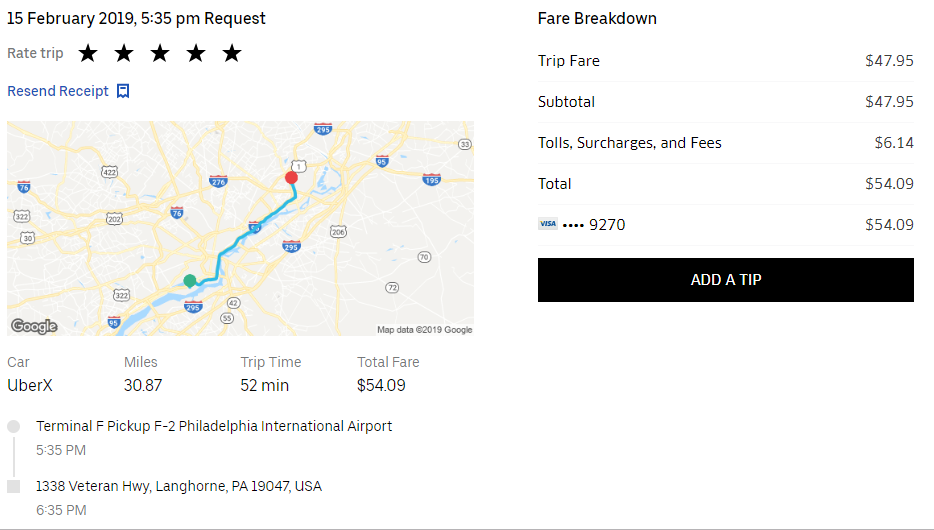 15 February 2019, 5:35 pm Request
Rate trip
Resend Receipt
295
33
1
95
422
76
276
195
322
202
76
30
95
206
295
70
72
322
42
295
55
95
Google
Map data ©2019 Google
Car
Miles
Trip Time
Total Fare
UberX
30.87
52 min
$54.09
Terminal F Pickup F-2 Philadelphia International Airport
5:35 PM
1338 Veteran Hwy, Langhorne, PA 19047, USA
6:35 PM
Fare Breakdown
Trip Fare $47.95
Subtotal $47.95
Tolls, Surcharges, and Fees $6.14
Total $54.09
VISA •••• 9270 $54.09
ADD A TIP